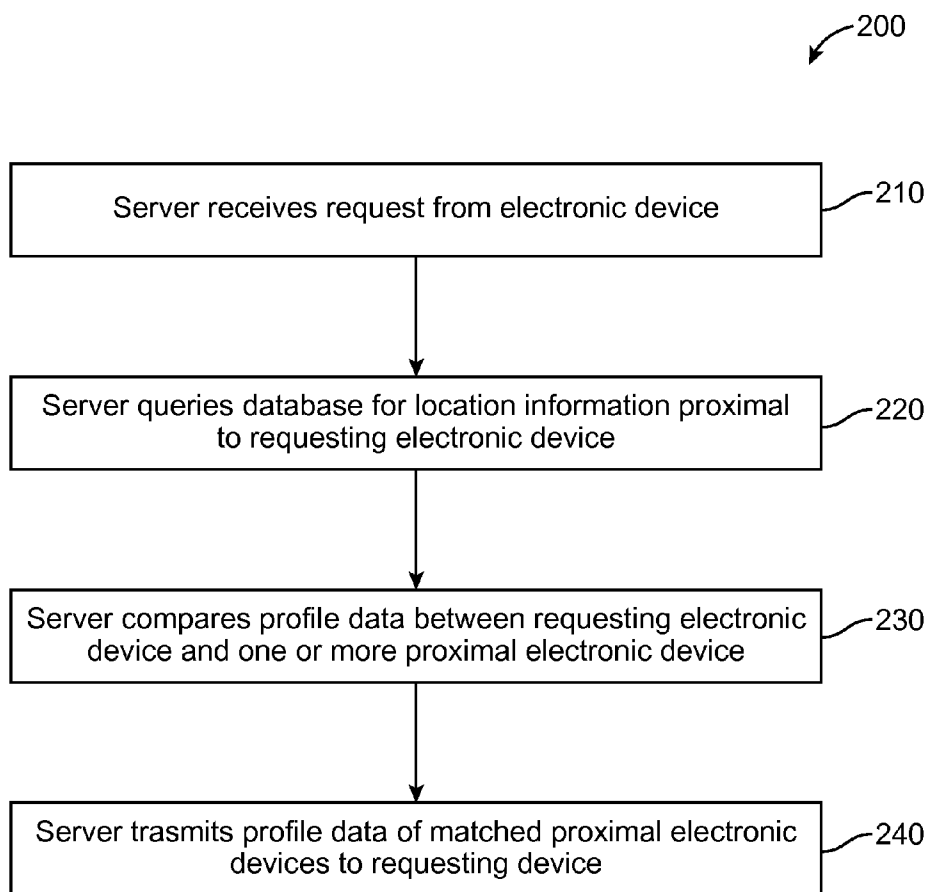 200
Server receives request from electronic device
210
Server queries database for location information proximal
to requesting electronic device
220
Server compares profile data between requesting electronic
device and one or more proximal electronic device
230
Server trasmits profile data of matched proximal electronic
devices to requesting device
240